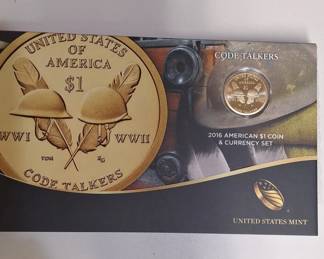 UNITED STATES
OF
AMERICA
$1
WWI WWII
CODE TALKERS
CODE TALKERS
2016 AMERICAN $1 COIN
& CURRENCY SET
UNITED STATES MINT